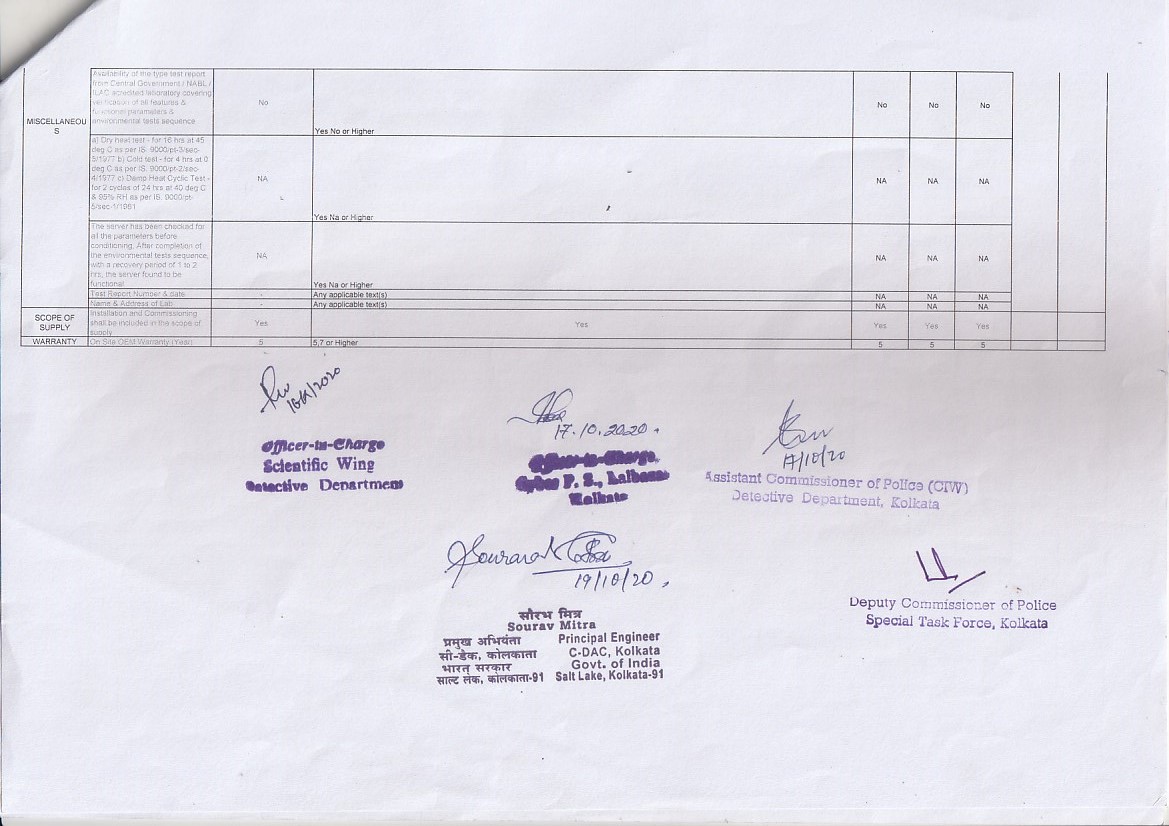 MISCELLANEOU
S
Availability of the type test report
from Central Government / NABL /
ILAC acredited laboratory covering
verification of all features &
functional parameters &
environmental tests sequence
No
Yes No or Higher
No No No
a) Dry heat test - for 16 hrs at 45
deg C as per IS. 9000/pt-3/sec-
5/1977 b) Cold test - for 4 hrs at 0
deg C as per IS. 9000/pt-2/sec-
4/1977 c) Damp Heat Cyclic Test -
for 2 cycles of 24 hrs at 40 deg C
& 95% RH as per IS. 9000/pt-
5/sec-1/1981
NA
Yes Na or Higher
NA NA NA
The server has been checked for
all the parameters before
conditioning, After completion of
the environmental tests sequence,
with a recovery period of 1 to 2
hrs, the server found to be
functional
NA
Yes Na or Higher
NA NA NA
Test Report Number & date - Any applicable text(s) NA NA NA
Name & Address of Lab - Any applicable text(s) NA NA NA
SCOPE OF
SUPPLY
Installation and Commissioning
shall be included in the scope of
supply
Yes Yes Yes Yes Yes
WARRANTY On Site OEM Warranty (Year) 5 5,7 or Higher 5 5 5
Officer-in-Charge
Scientific Wing
Detective Department
17.10.2020
Officer-in-Charge,
Cyber P. S., Lalbazar
Kolkata
17/10/20
Assistant Commissioner of Police (CIW)
Detective Department, Kolkata
Sourav
19/10/20
सौरभ मित्र
Sourav Mitra
प्रमुख अभियंता Principal Engineer
सी-डैक, कोलकाता C-DAC, Kolkata
भारत सरकार Govt. of India
साल्ट लेक, कोलकाता-91 Salt Lake, Kolkata-91
Deputy Commissioner of Police
Special Task Force, Kolkata